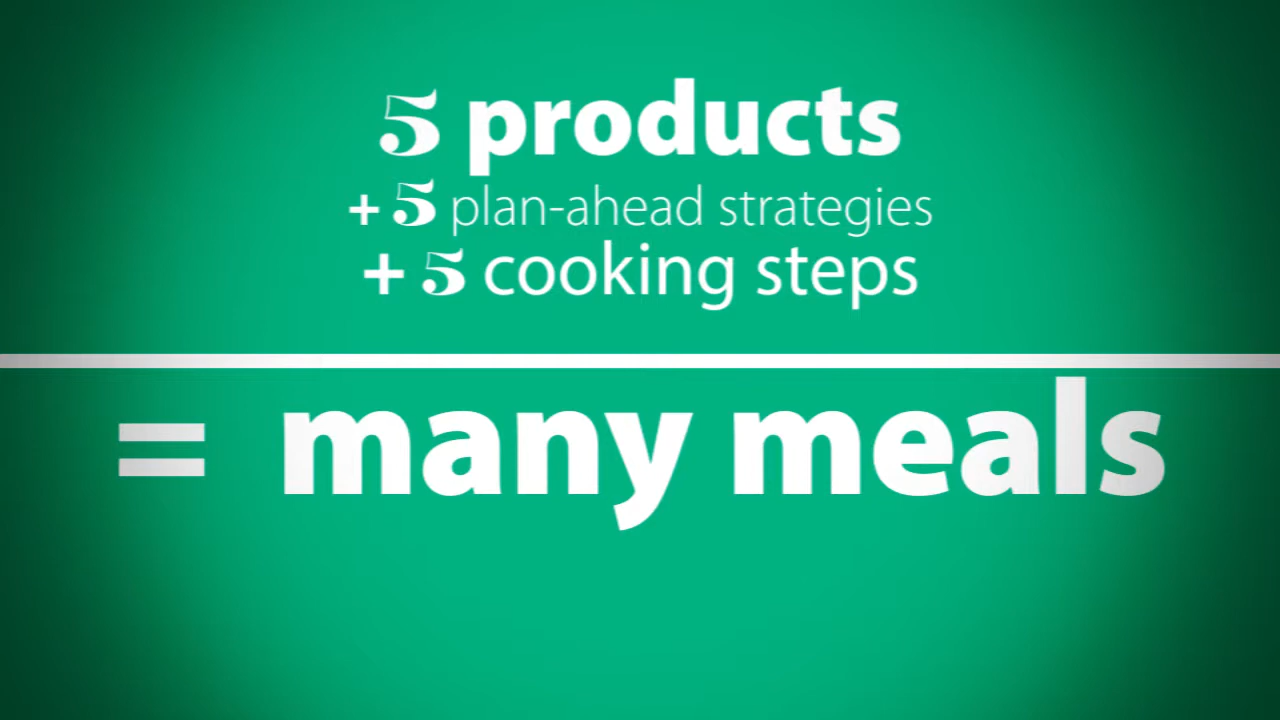 5 products
+ 5 plan-ahead strategies
+ 5 cooking steps
= many meals